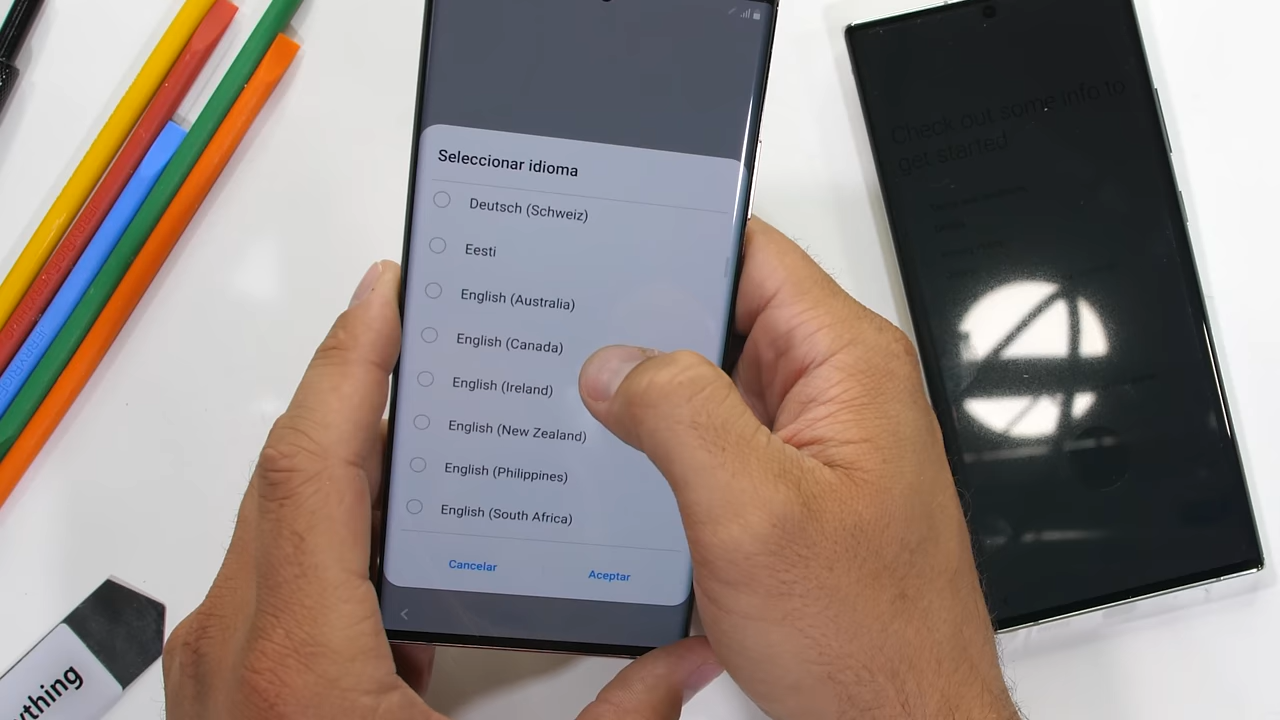 Seleccionar idioma
Deutsch (Schweiz)
Eesti
English (Australia)
English (Canada)
English (Ireland)
English (New Zealand)
English (Philippines)
English (South Africa)
Cancelar
Aceptar
Check out some info to
get started
ything